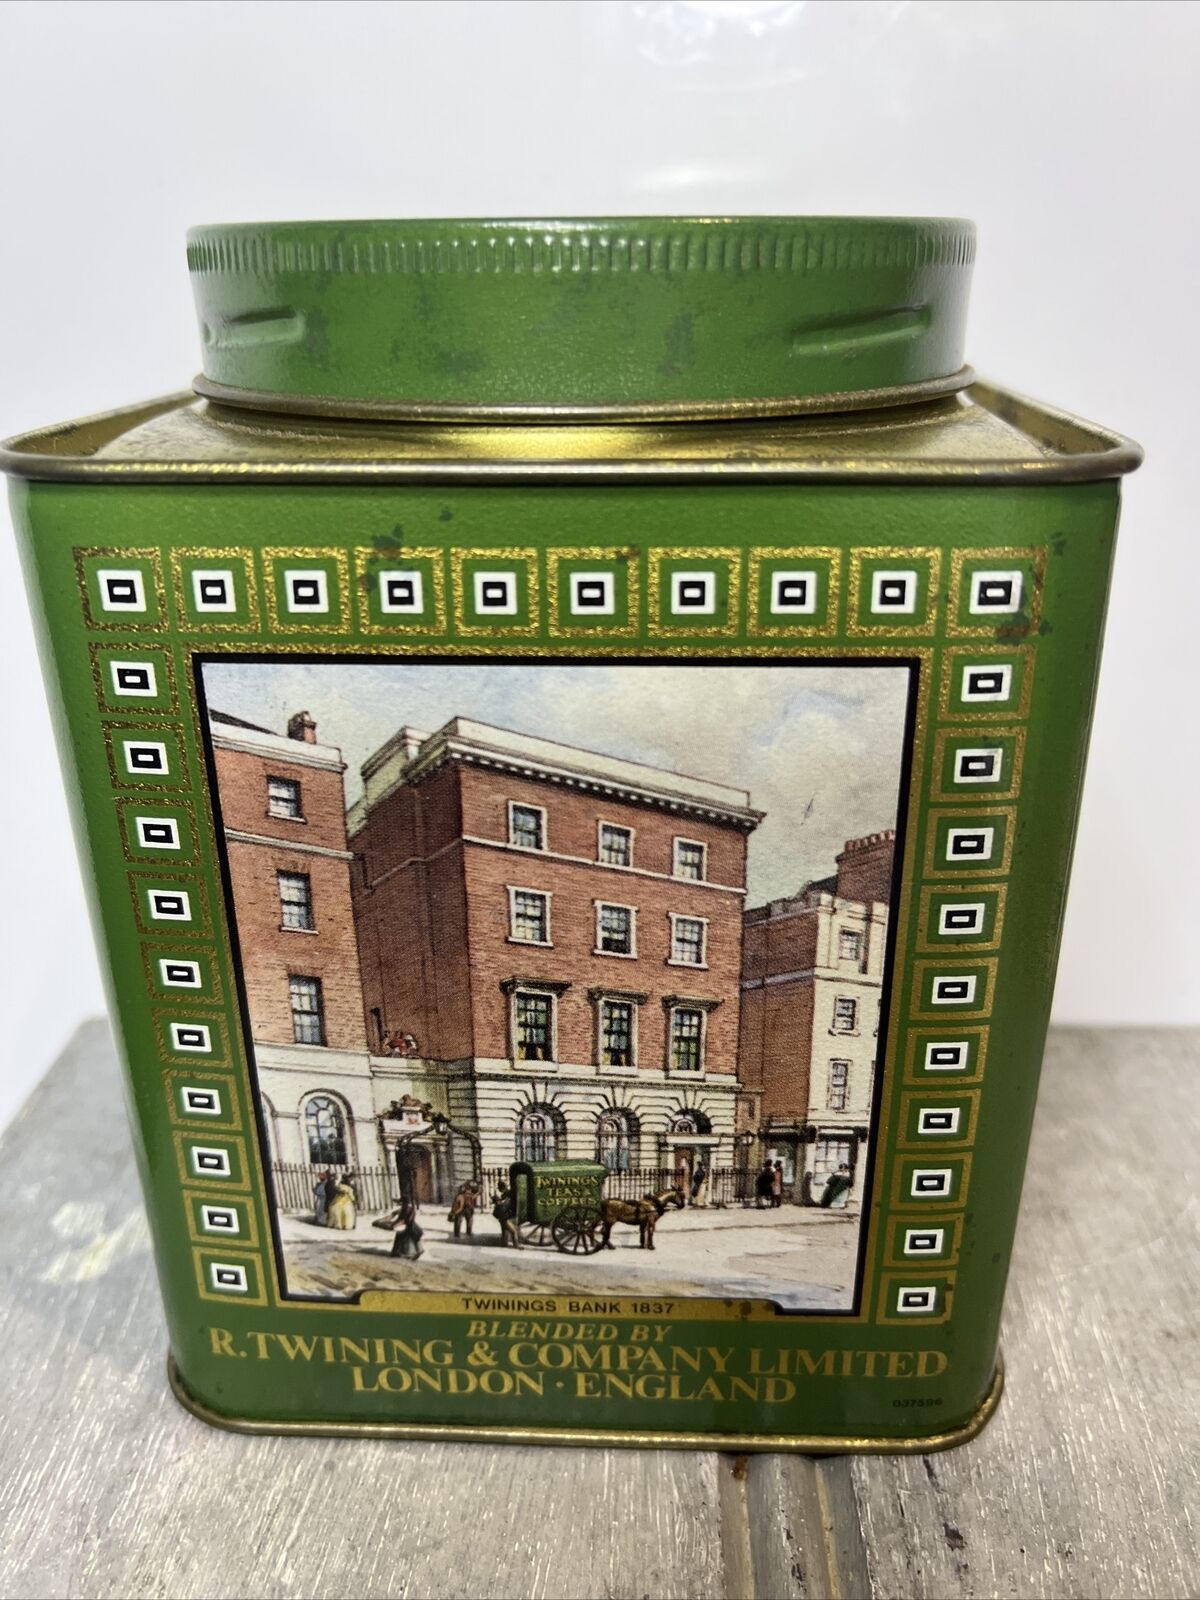 TWININGS
TEAS &
COFFEES
TWININGS BANK 1837
BLENDED BY
R. TWINING & COMPANY LIMITED
LONDON · ENGLAND
037596